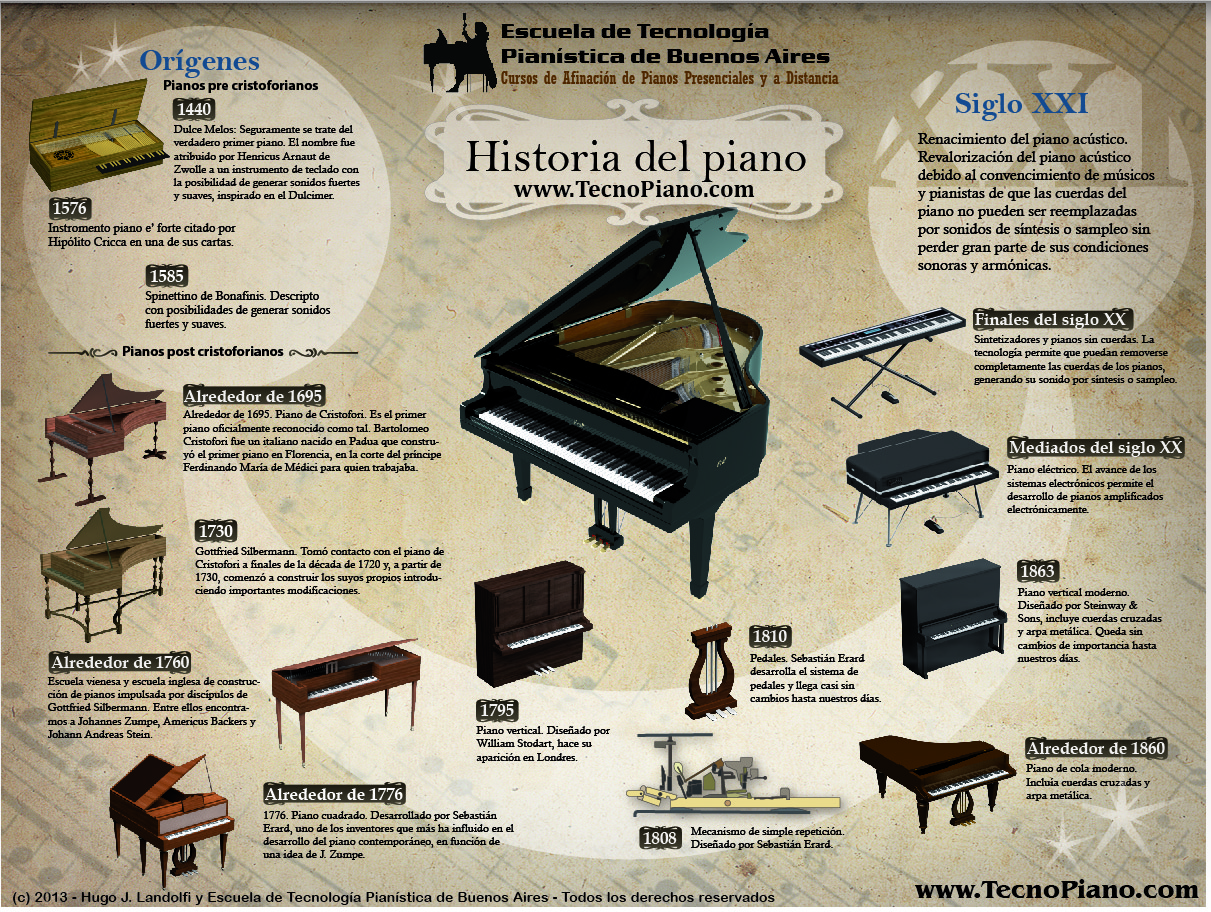 Escuela de Tecnología
Pianística de Buenos Aires
Cursos de Afinación de Pianos Presenciales y a Distancia
Historia del piano
www.TecnoPiano.com
Orígenes
Pianos pre cristoforianos
1440
Dulce Melos: Seguramente se trate del
verdadero primer piano. El nombre fue
atribuido por Henricus Arnaut de
Zwolle a un instrumento de teclado con
la posibilidad de generar sonidos fuertes
y suaves, inspirado en el Dulcimer.
1576
Instromento piano e' forte citado por
Hipólito Cricca en una de sus cartas.
1585
Spinettino de Bonafinis. Descripto
con posibilidades de generar sonidos
fuertes y suaves.
Pianos post cristoforianos
Alrededor de 1695
Alrededor de 1695. Piano de Cristofori. Es el primer
piano oficialmente reconocido como tal. Bartolomeo
Cristofori fue un italiano nacido en Padua que constru-
yó el primer piano en Florencia, en la corte del príncipe
Ferdinando María de Médici para quien trabajaba.
1730
Gottfried Silbermann. Tomó contacto con el piano de
Cristofori a finales de la década de 1720 y, a partir de
1730, comenzó a construir los suyos propios introdu-
ciendo importantes modificaciones.
Alrededor de 1760
Escuela vienesa y escuela inglesa de construc-
ción de pianos impulsada por discípulos de
Gottfried Silbermann. Entre ellos encontra-
mos a Johannes Zumpe, Americus Backers y
Johann Andreas Stein.
Alrededor de 1776
1776. Piano cuadrado. Desarrollado por Sebastián
Erard, uno de los inventores que más ha influido en el
desarrollo del piano contemporáneo, en función de
una idea de J. Zumpe.
1795
Piano vertical. Diseñado por
William Stodart, hace su
aparición en Londres.
1808
Mecanismo de simple repetición.
Diseñado por Sebastián Erard.
1810
Pedales. Sebastián Erard
desarrolla el sistema de
pedales y llega casi sin
cambios hasta nuestros días.
Alrededor de 1860
Piano de cola moderno.
Incluía cuerdas cruzadas y
arpa metálica.
1863
Piano vertical moderno.
Diseñado por Steinway &
Sons, incluye cuerdas cruzadas
y arpa metálica. Queda sin
cambios de importancia hasta
nuestros días.
Mediados del siglo XX
Piano eléctrico. El avance de los
sistemas electrónicos permite el
desarrollo de pianos amplificados
electrónicamente.
Finales del siglo XX
Sintetizadores y pianos sin cuerdas. La
tecnología permite que puedan removerse
completamente las cuerdas de los pianos,
generando su sonido por síntesis o sampleo.
XXI
Siglo XXI
Renacimiento del piano acústico.
Revalorización del piano acústico
debido al convencimiento de músicos
y pianistas de que las cuerdas del
piano no pueden ser reemplazadas
por sonidos de síntesis o sampleo sin
perder gran parte de sus condiciones
sonoras y armónicas.
(c) 2013 - Hugo J. Landolfi y Escuela de Tecnología Pianística de Buenos Aires - Todos los derechos reservados
www.TecnoPiano.com